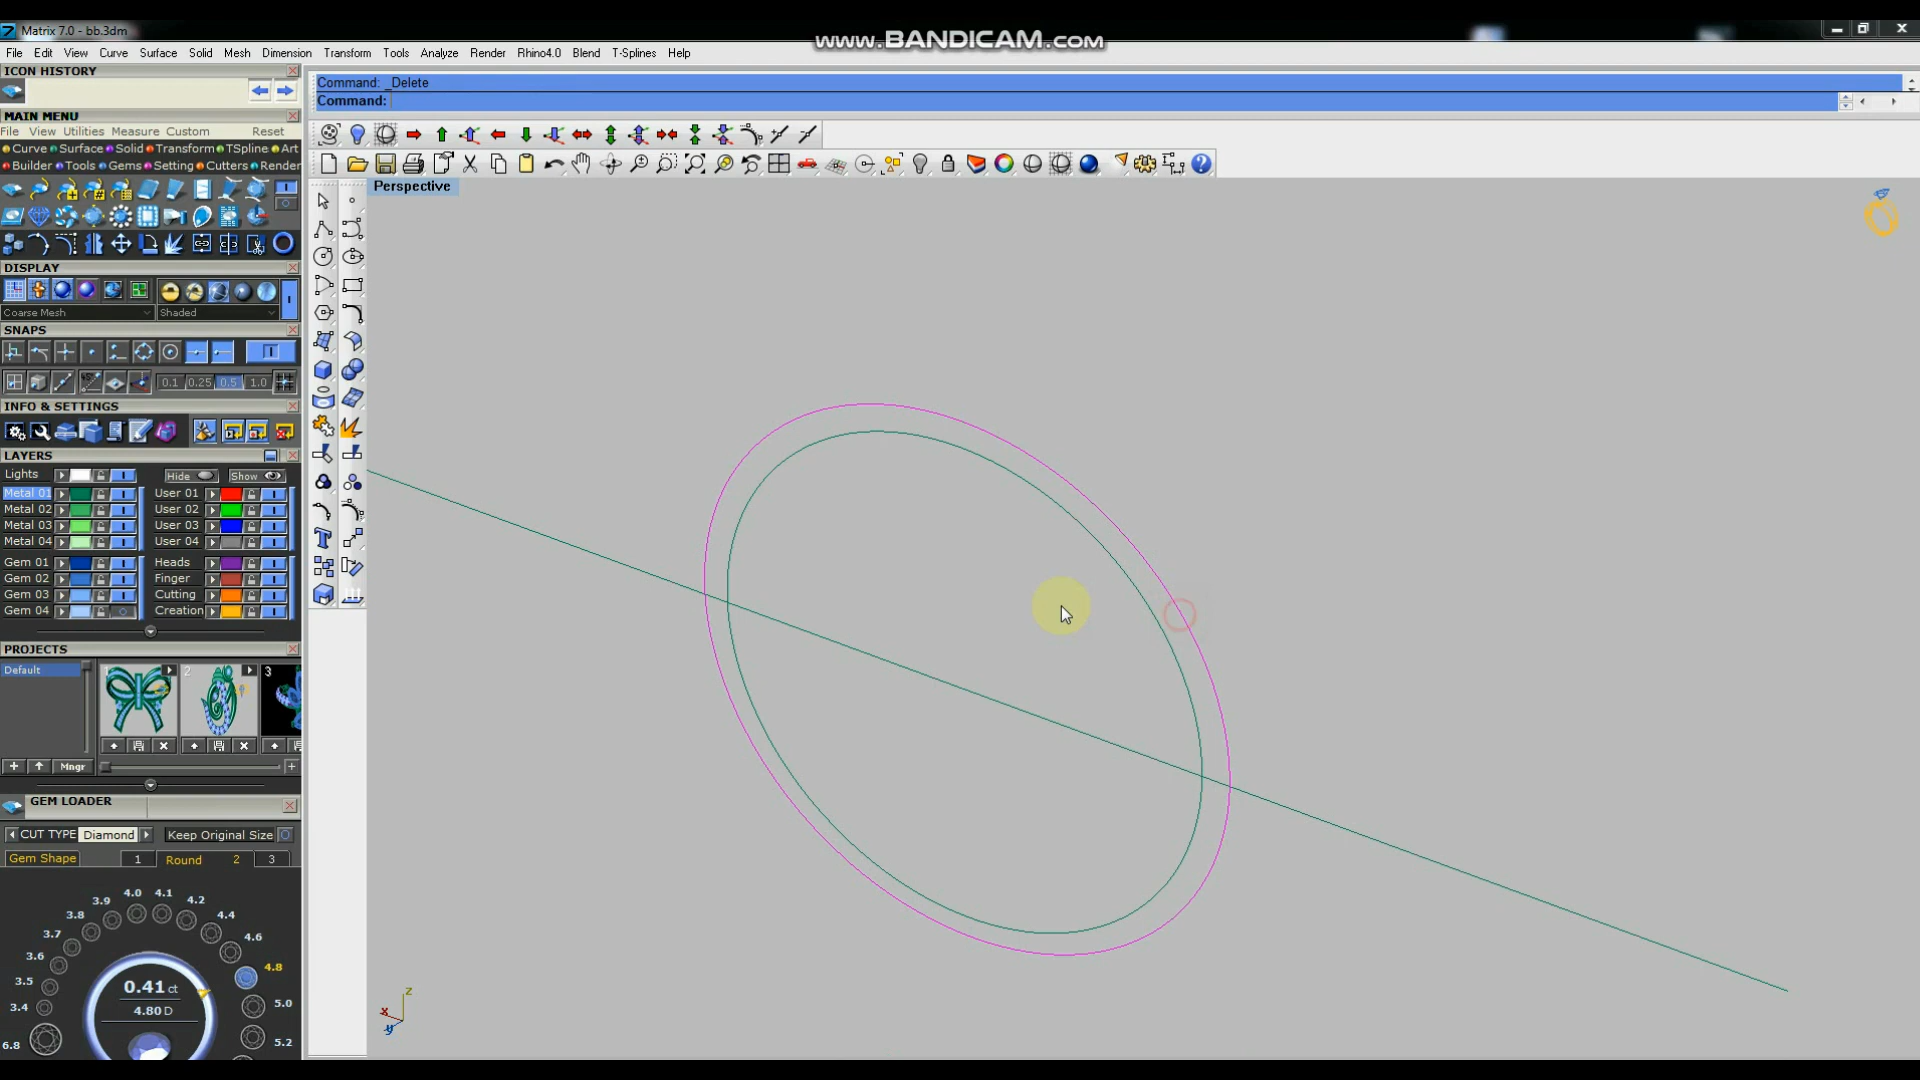 Matrix 7.0 - bb.3dm
www.BANDICAM.com
File Edit View Curve Surface Solid Mesh Dimension Transform Tools Analyze Render Rhino4.0 Blend T-Splines Help
ICON HISTORY
Command: _Delete
Command:
MAIN MENU
File View Utilities Measure Custom Reset
Curve Surface Solid Transform TSpline Art
Builder Tools Gems Setting Cutters Render
Perspective
DISPLAY
Coarse Mesh Shaded
SNAPS
0.1 0.25 0.5 1.0
INFO & SETTINGS
LAYERS
Lights Hide Show
Metal 01 User 01
Metal 02 User 02
Metal 03 User 03
Metal 04 User 04
Gem 01 Heads
Gem 02 Finger
Gem 03 Cutting
Gem 04 Creation
PROJECTS
Default 1 2 3
Mngr
GEM LOADER
CUT TYPE Diamond Keep Original Size
Gem Shape 1 Round 2 3
4.0 4.1
3.9 4.2
3.8 4.4
3.7 4.6
3.6 4.8
3.5 5.0
3.4 5.2
6.8
0.41 ct
4.80 D
z
x
y